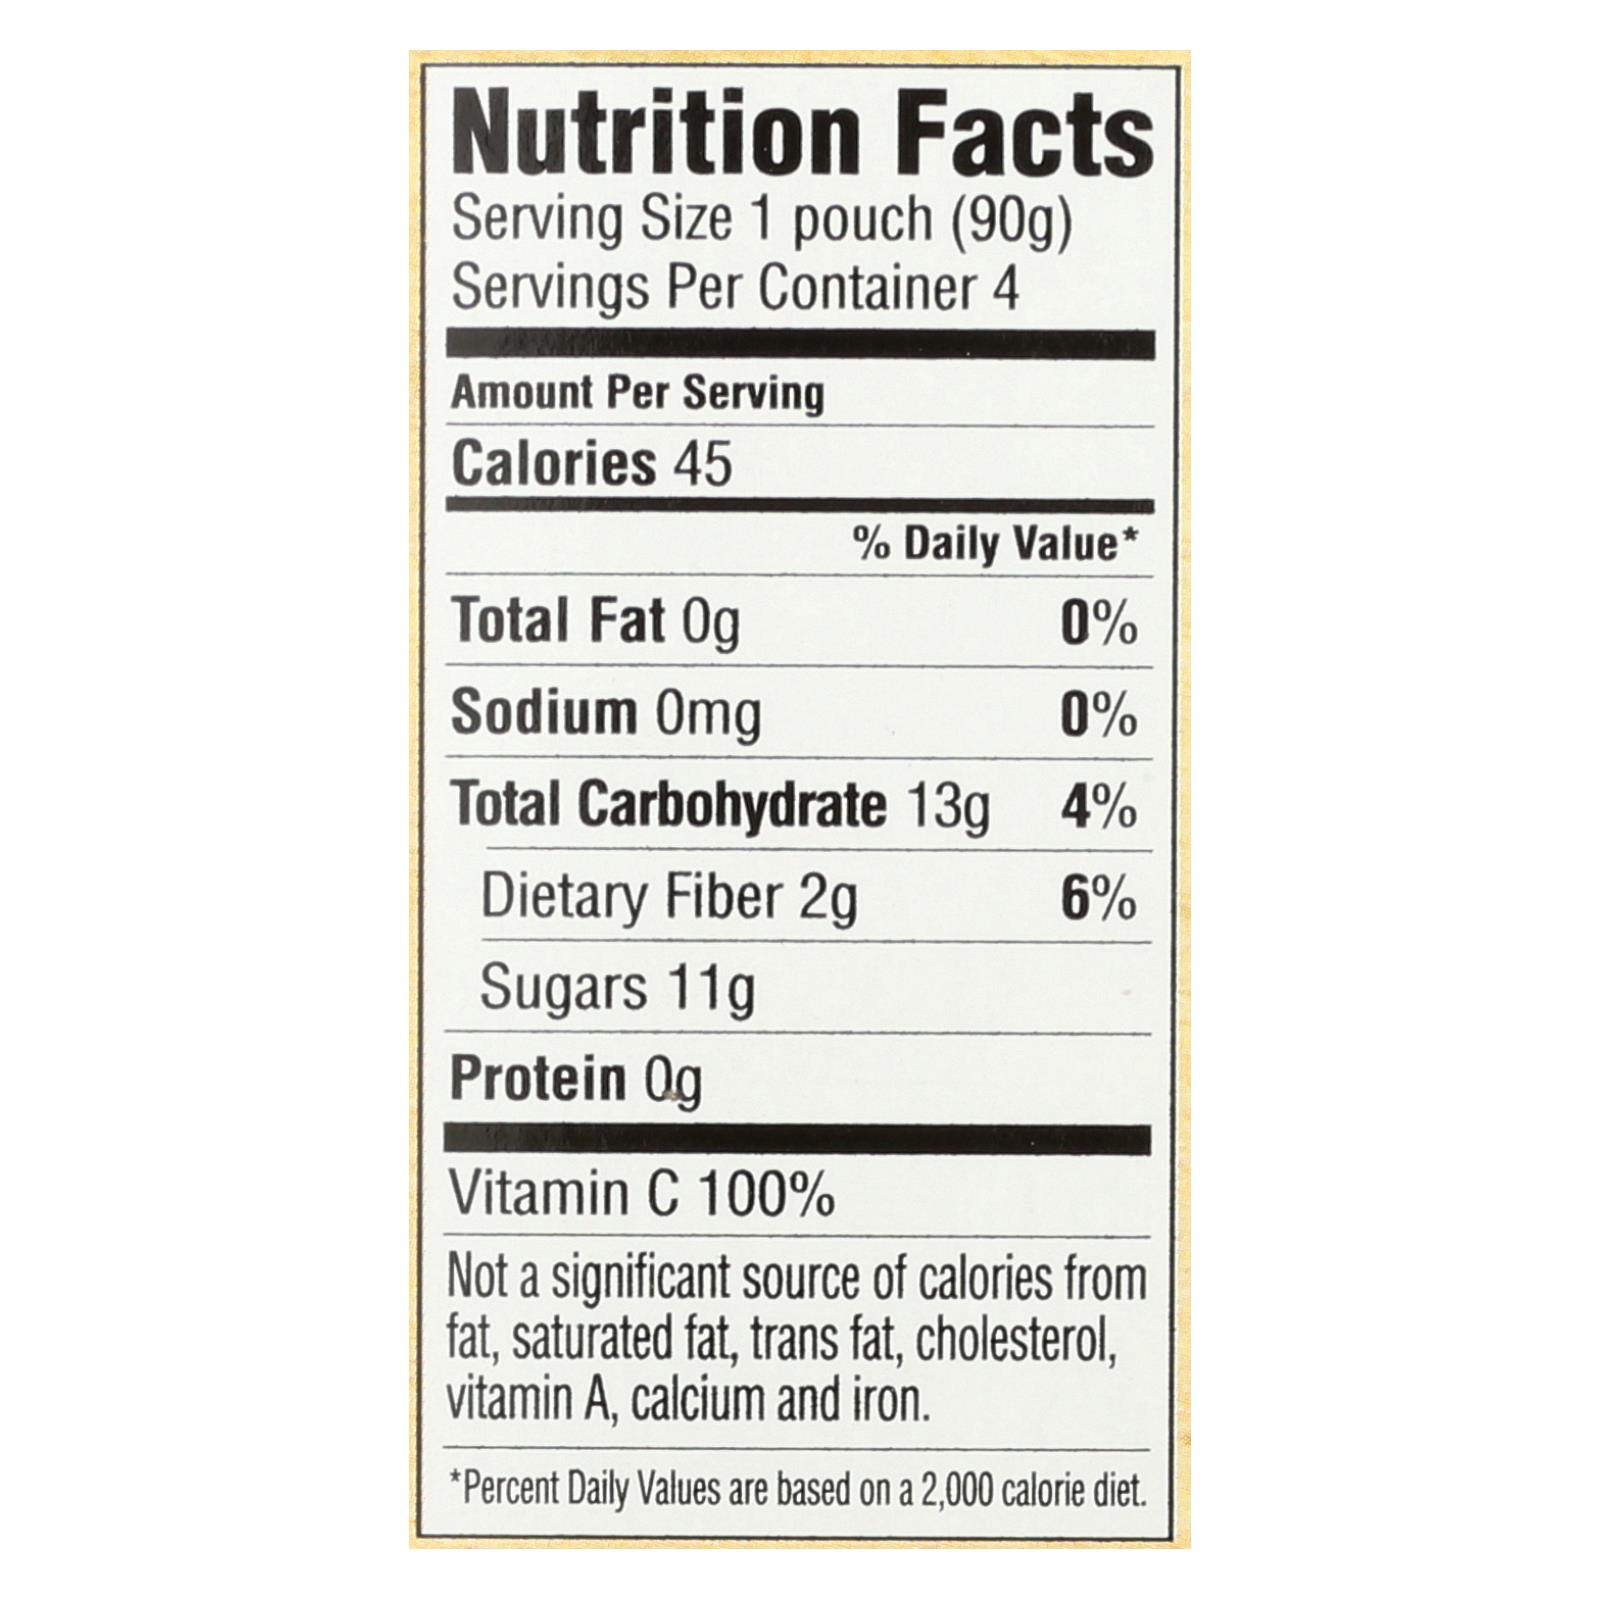 Nutrition Facts
Serving Size 1 pouch (90g)
Servings Per Container 4
Amount Per Serving
Calories 45
% Daily Value*
Total Fat 0g 0%
Sodium 0mg 0%
Total Carbohydrate 13g 4%
Dietary Fiber 2g 6%
Sugars 11g
Protein 0g
Vitamin C 100%
Not a significant source of calories from
fat, saturated fat, trans fat, cholesterol,
vitamin A, calcium and iron.
*Percent Daily Values are based on a 2,000 calorie diet.